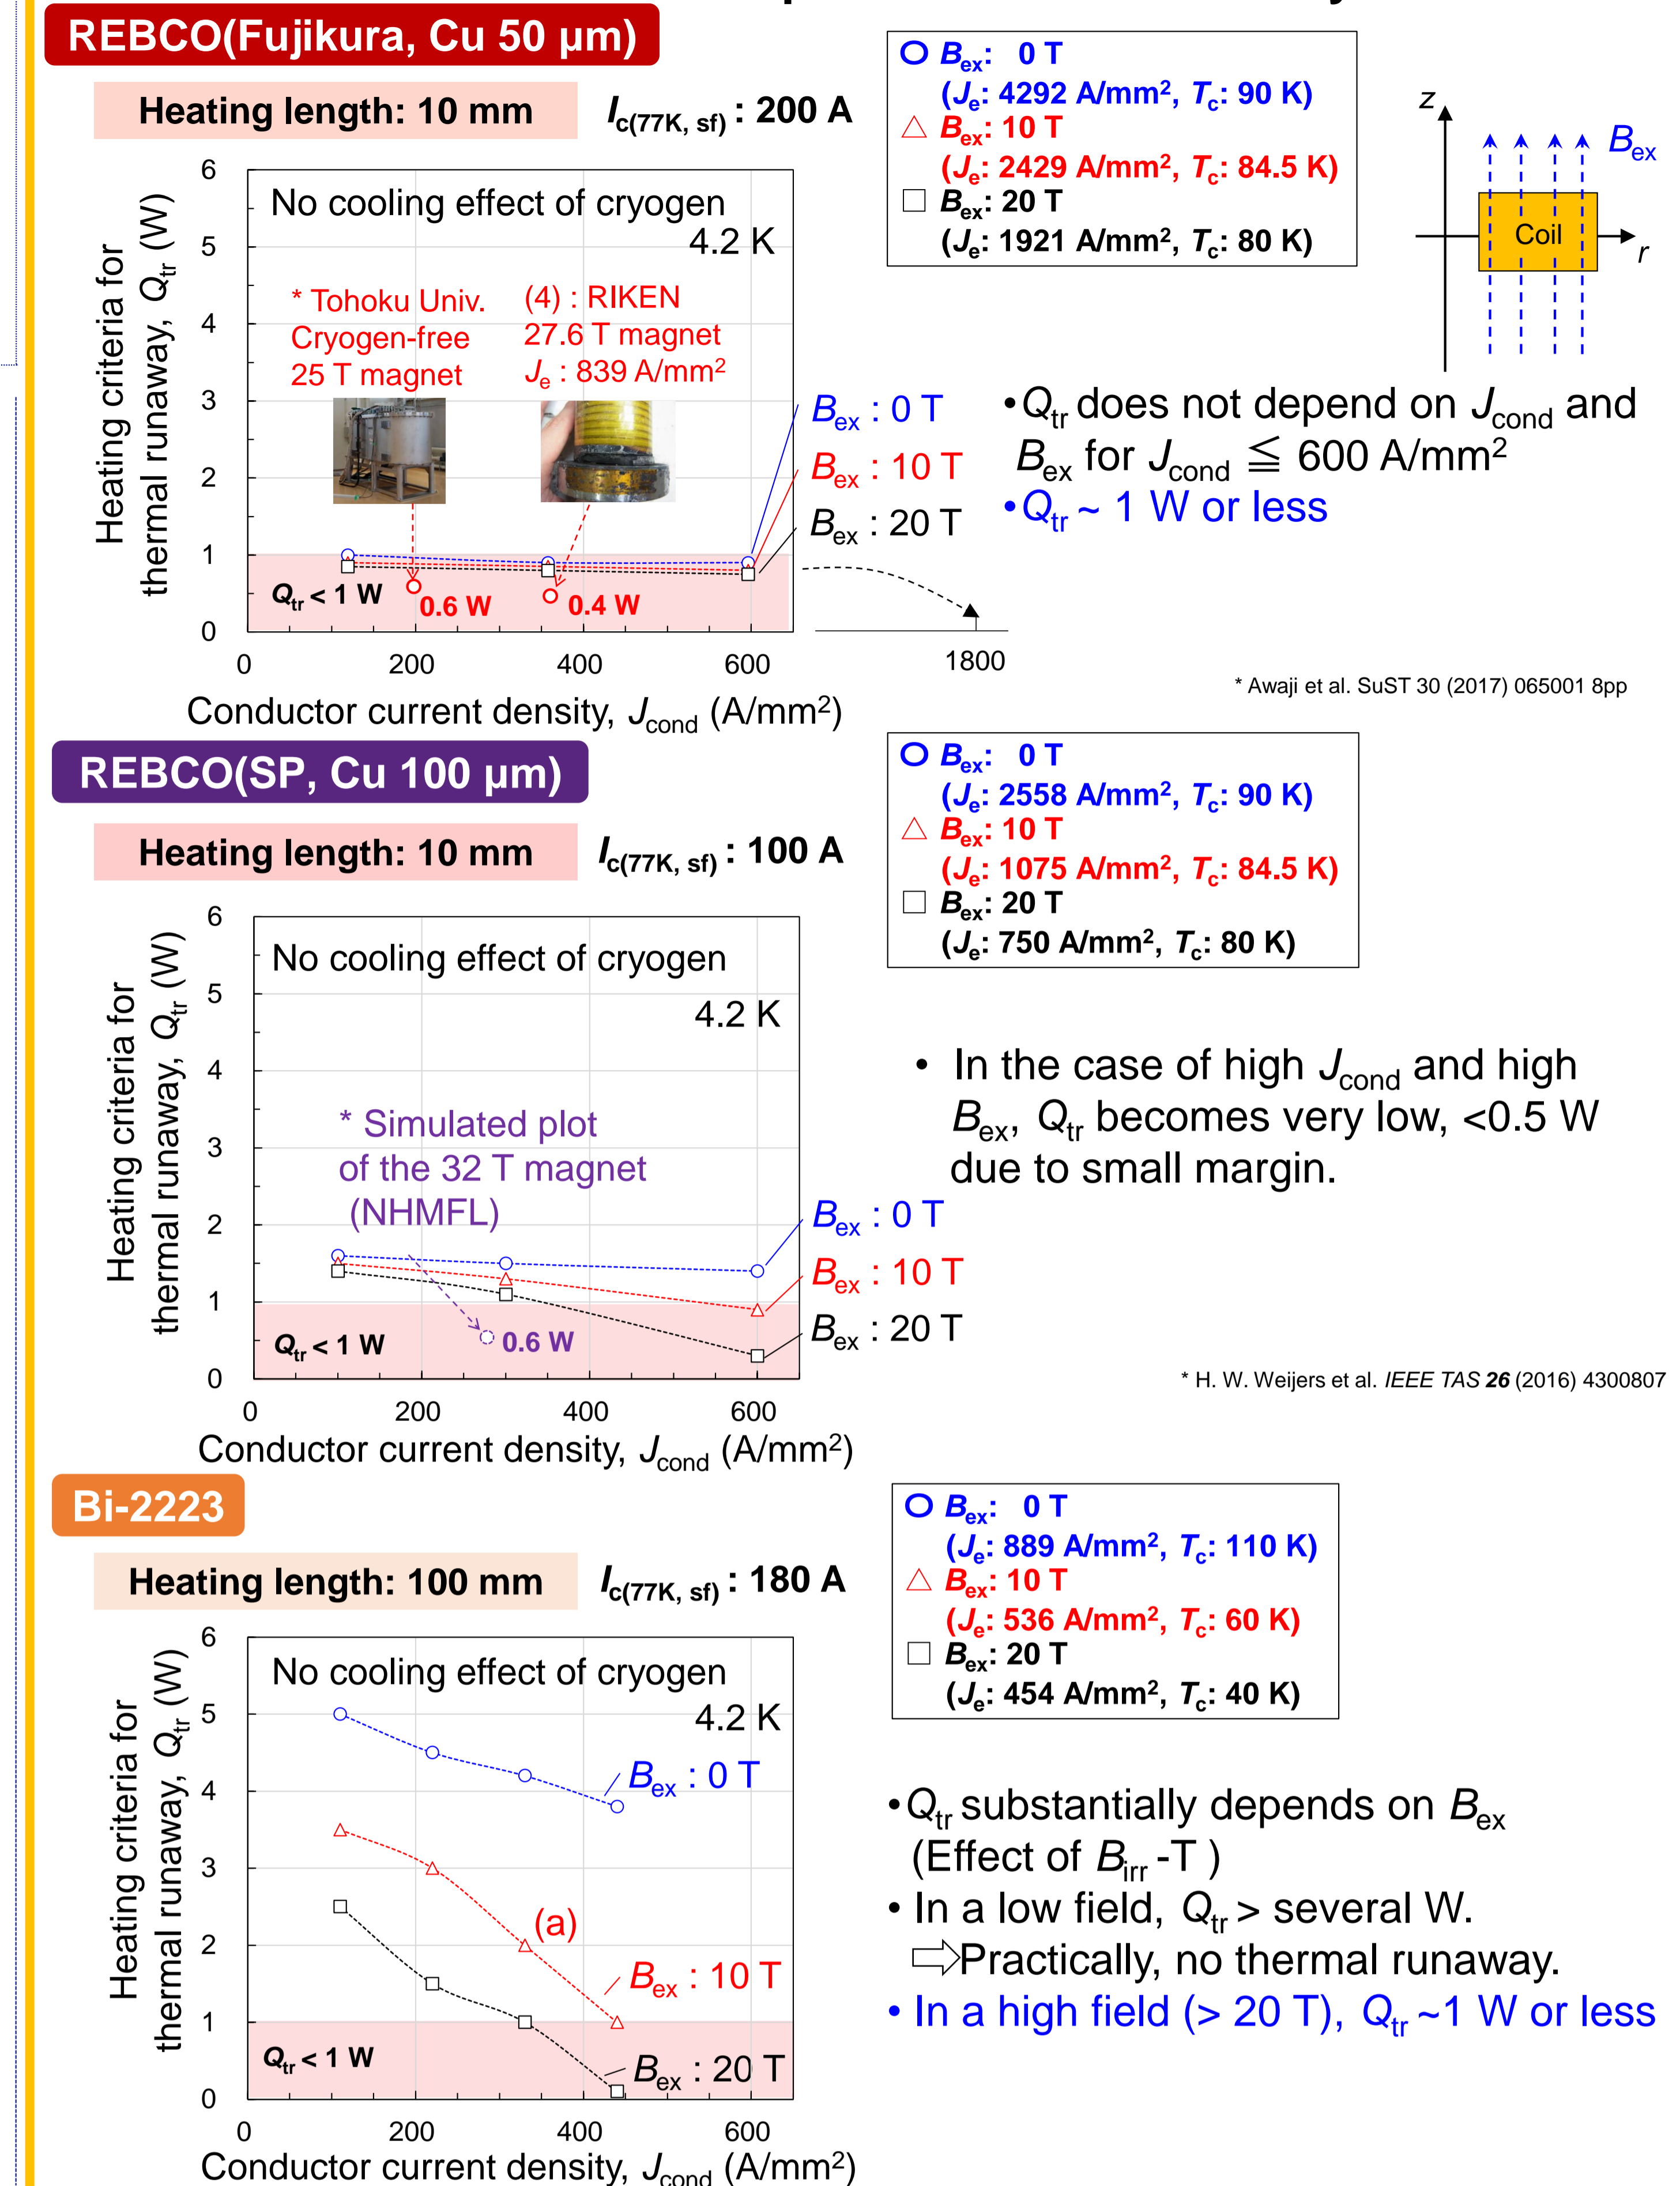 REBCO(Fujikura, Cu 50 μm)
Heating length: 10 mm
Ic(77K, sf) : 200 A
Bex: 0 T
(Je: 4292 A/mm2, Tc: 90 K)
Bex: 10 T
(Je: 2429 A/mm2, Tc: 84.5 K)
Bex: 20 T
(Je: 1921 A/mm2, Tc: 80 K)
z
Bex
Coil
r
Heating criteria for
thermal runaway, Qtr (W)
6
5
4
3
2
1
0
No cooling effect of cryogen
4.2 K
* Tohoku Univ.
Cryogen-free
25 T magnet
(4) : RIKEN
27.6 T magnet
Je : 839 A/mm2
Bex : 0 T
Bex : 10 T
Bex : 20 T
Qtr < 1 W
0.6 W
0.4 W
0 200 400 600
1800
Conductor current density, Jcond (A/mm2)
•Qtr does not depend on Jcond and
Bex for Jcond ≦ 600 A/mm2
•Qtr ~ 1 W or less
* Awaji et al. SuST 30 (2017) 065001 8pp
REBCO(SP, Cu 100 μm)
Heating length: 10 mm
Ic(77K, sf) : 100 A
Bex: 0 T
(Je: 2558 A/mm2, Tc: 90 K)
Bex: 10 T
(Je: 1075 A/mm2, Tc: 84.5 K)
Bex: 20 T
(Je: 750 A/mm2, Tc: 80 K)
Heating criteria for
thermal runaway, Qtr (W)
6
5
4
3
2
1
0
No cooling effect of cryogen
4.2 K
* Simulated plot
of the 32 T magnet
(NHMFL)
Bex : 0 T
Bex : 10 T
Bex : 20 T
Qtr < 1 W
0.6 W
0 200 400 600
Conductor current density, Jcond (A/mm2)
• In the case of high Jcond and high
Bex, Qtr becomes very low, <0.5 W
due to small margin.
* H. W. Weijers et al. IEEE TAS 26 (2016) 4300807
Bi-2223
Heating length: 100 mm
Ic(77K, sf) : 180 A
Bex: 0 T
(Je: 889 A/mm2, Tc: 110 K)
Bex: 10 T
(Je: 536 A/mm2, Tc: 60 K)
Bex: 20 T
(Je: 454 A/mm2, Tc: 40 K)
Heating criteria for
thermal runaway, Qtr (W)
6
5
4
3
2
1
0
No cooling effect of cryogen
4.2 K
Bex : 0 T
(a)
Bex : 10 T
Bex : 20 T
Qtr < 1 W
0 200 400 600
Conductor current density, Jcond (A/mm2)
•Qtr substantially depends on Bex
(Effect of Birr -T )
• In a low field, Qtr > several W.
⇨Practically, no thermal runaway.
• In a high field (> 20 T), Qtr ~1 W or less